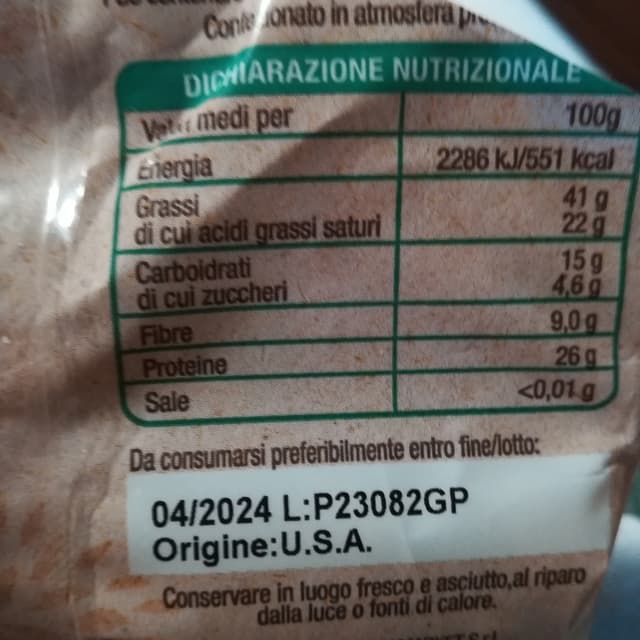 in atmosfera
DICHIARAZIONE NUTRIZIONALE
Valori medi per 100g
Energia 2286 kJ/551 kcal
Grassi 41 g
di cui acidi grassi saturi 22 g
Carboidrati 15 g
di cui zuccheri 4,6 g
Fibre 9,0 g
Proteine 26 g
Sale <0,01 g
Da consumarsi preferibilmente entro fine/lotto:
04/2024 L:P23082GP
Origine:U.S.A.
Conservare in luogo fresco e asciutto,al riparo
dalla luce o fonti di calore.